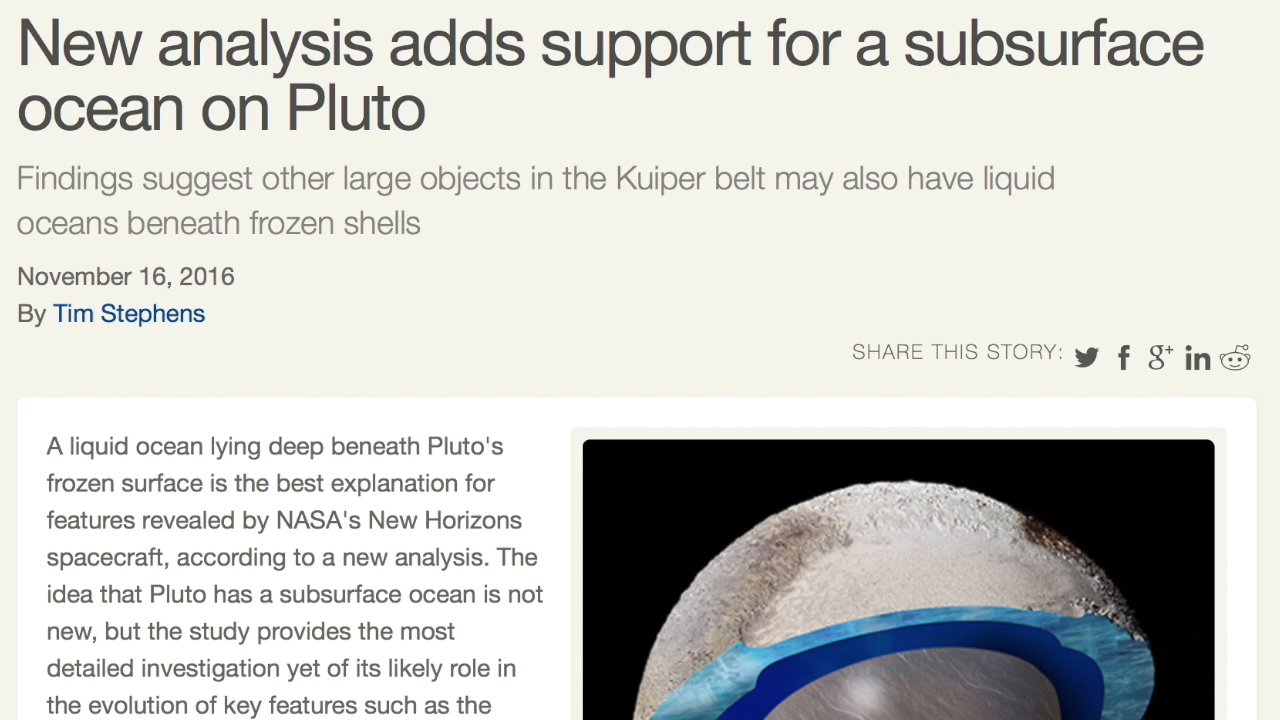 New analysis adds support for a subsurface
ocean on Pluto
Findings suggest other large objects in the Kuiper belt may also have liquid
oceans beneath frozen shells
November 16, 2016
By Tim Stephens
SHARE THIS STORY:
A liquid ocean lying deep beneath Pluto's
frozen surface is the best explanation for
features revealed by NASA's New Horizons
spacecraft, according to a new analysis. The
idea that Pluto has a subsurface ocean is not
new, but the study provides the most
detailed investigation yet of its likely role in
the evolution of key features such as the